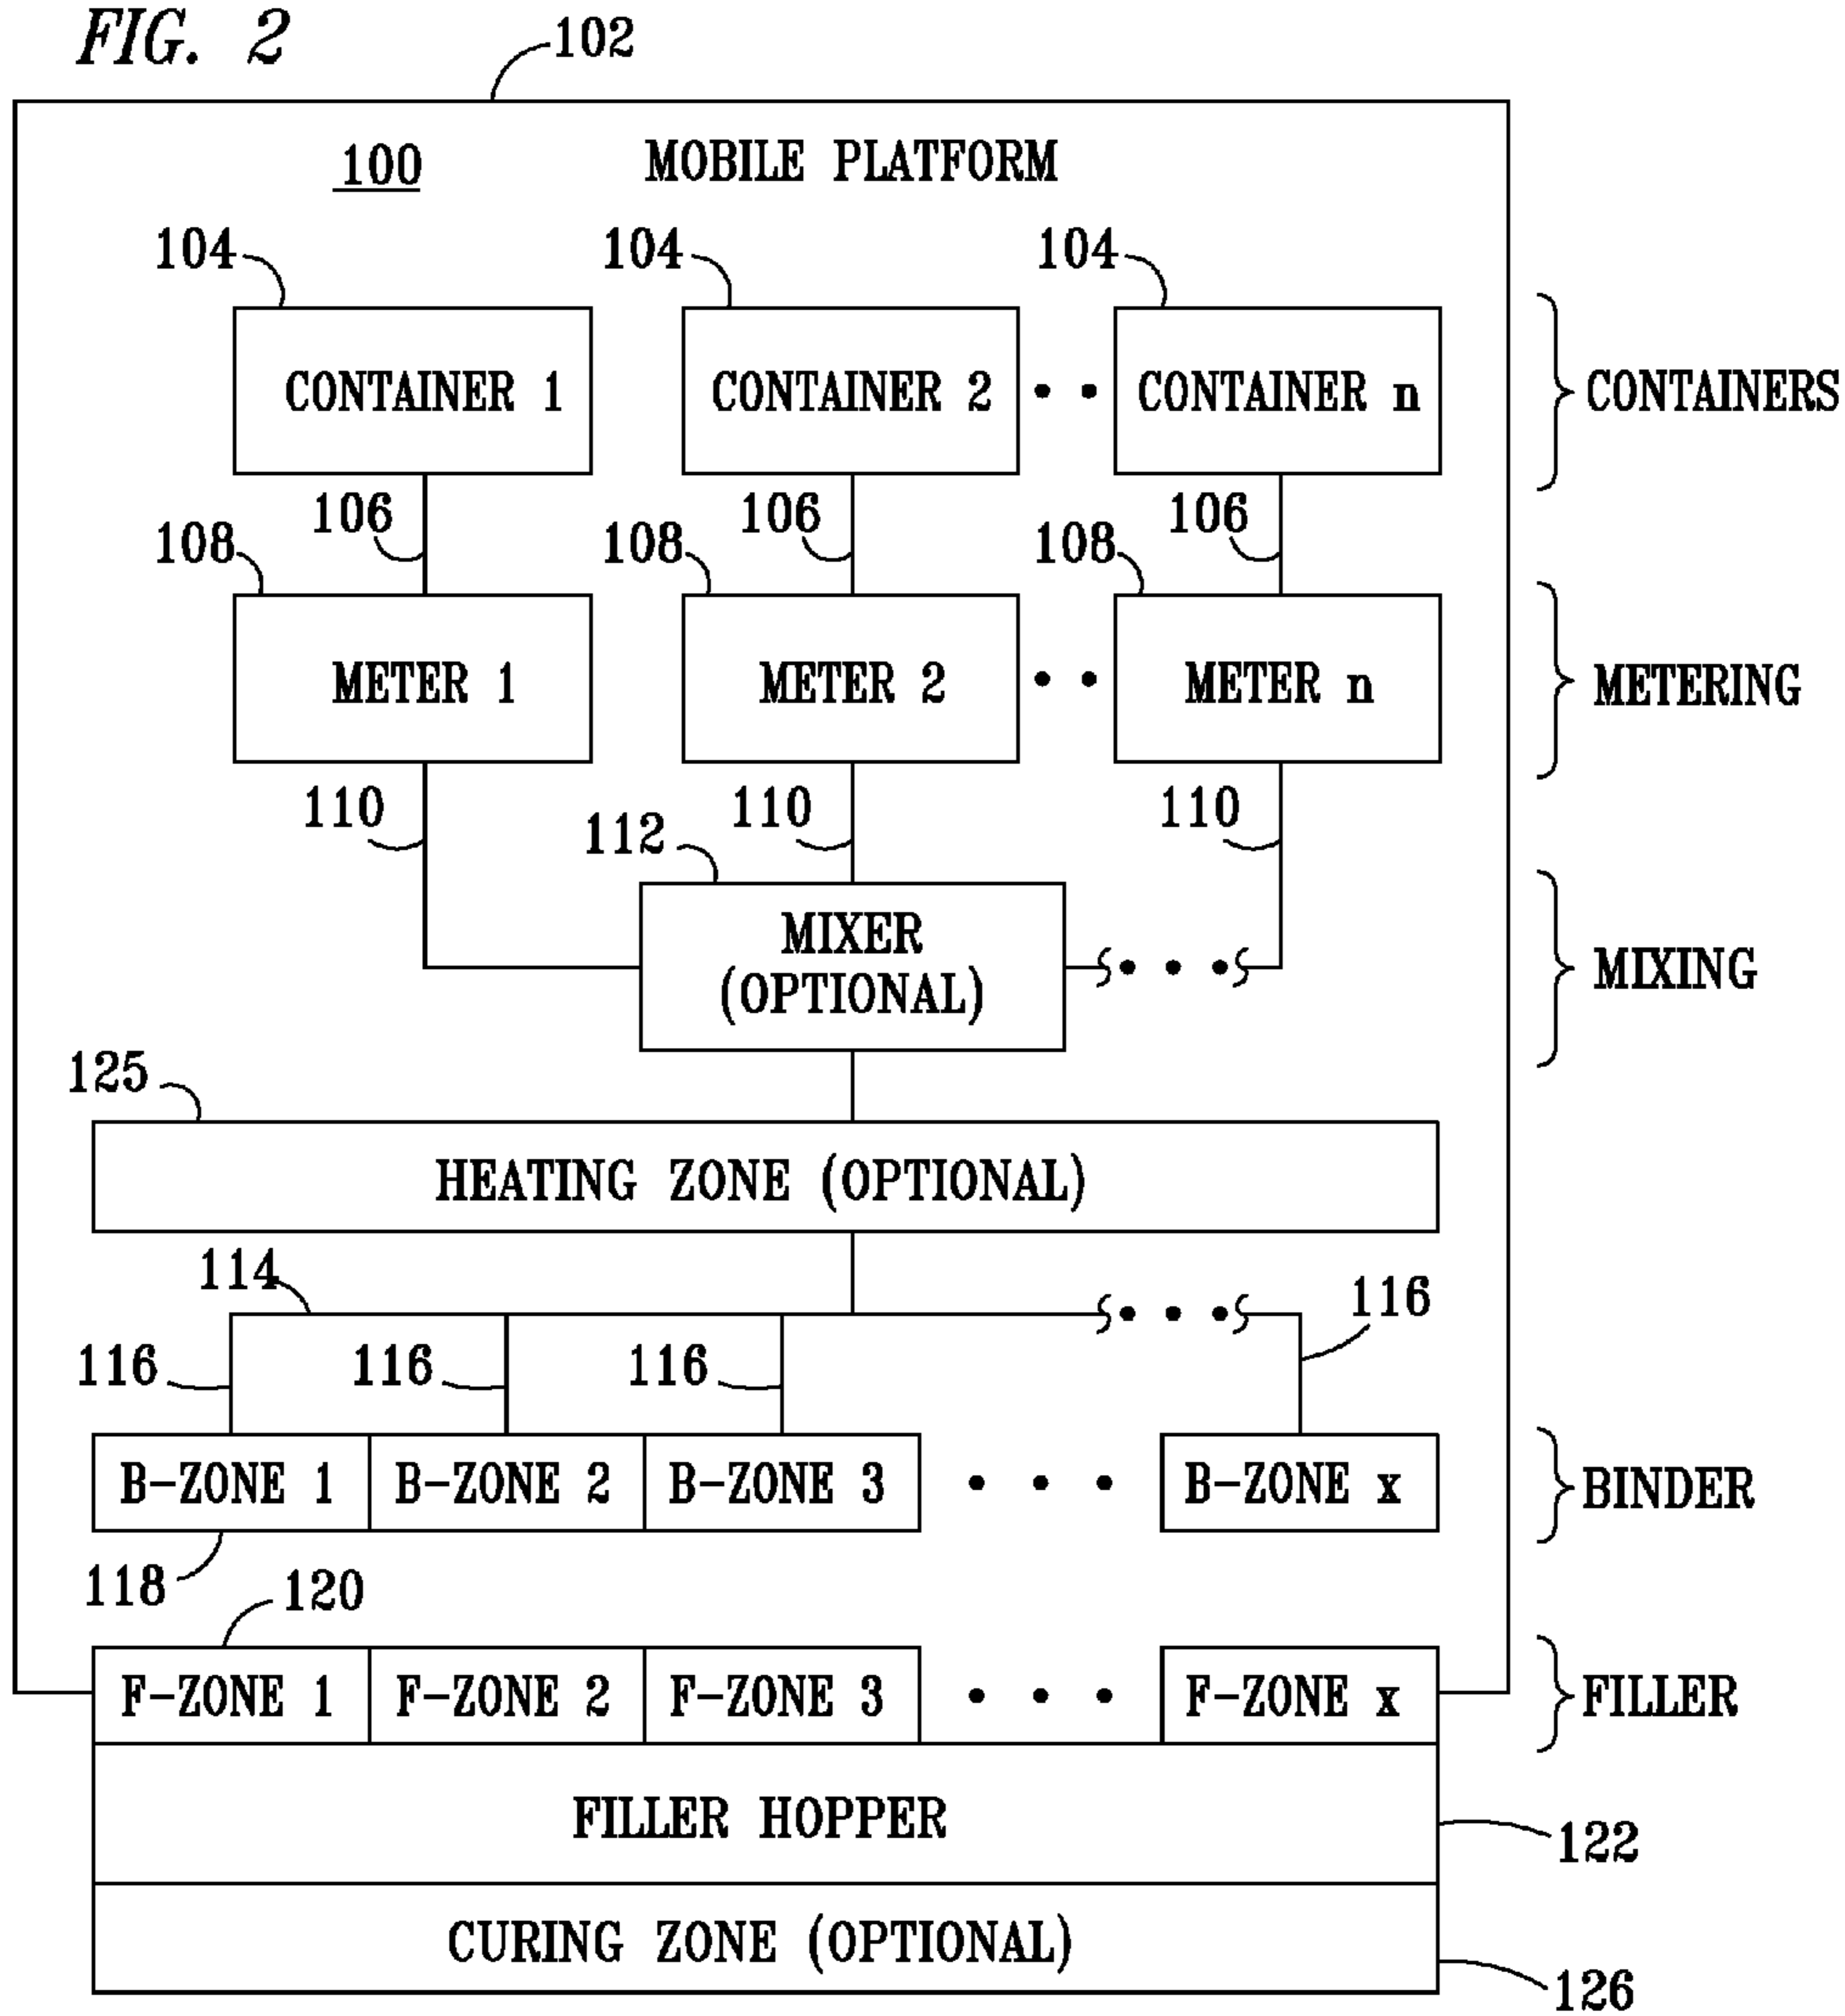 FIG. 2
102
100 MOBILE PLATFORM
104 104 104
CONTAINER 1 CONTAINER 2 • • CONTAINER n CONTAINERS
106 106 106
108 108 108
METER 1 METER 2 • • METER n METERING
110 110 110
112
MIXER
(OPTIONAL) • • • MIXING
125
HEATING ZONE (OPTIONAL)
114 • • • 116
116 116 116
B-ZONE 1 B-ZONE 2 B-ZONE 3 • • • B-ZONE x BINDER
118 120
F-ZONE 1 F-ZONE 2 F-ZONE 3 • • • F-ZONE x FILLER
FILLER HOPPER 122
CURING ZONE (OPTIONAL) 126